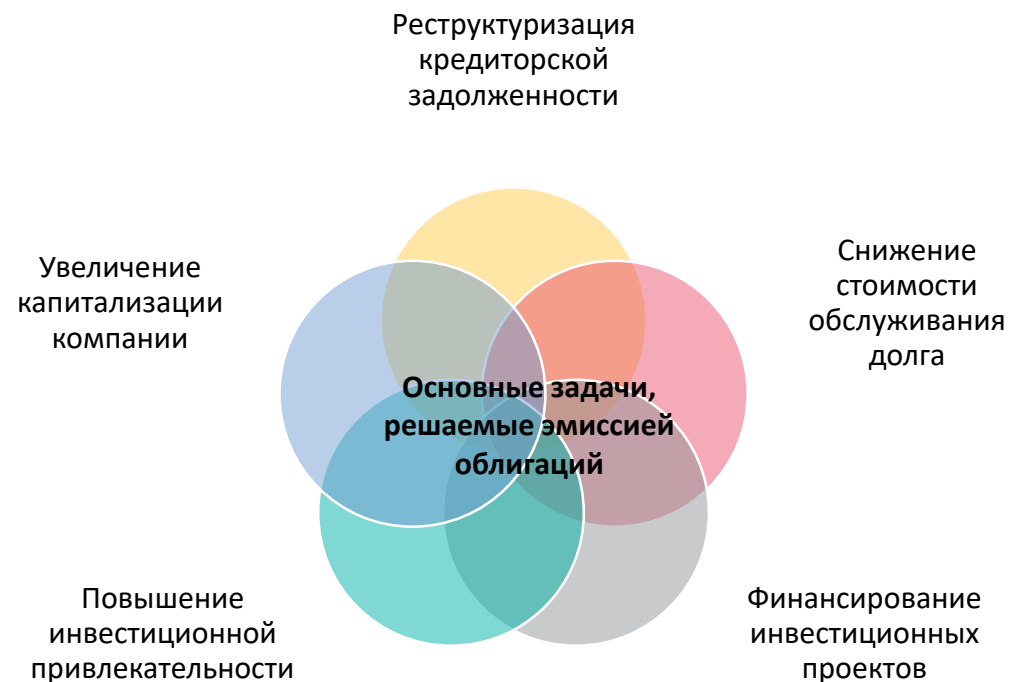 Реструктуризация
кредиторской
задолженности
Снижение
стоимости
обслуживания
долга
Увеличение
капитализации
компании
Основные задачи,
решаемые эмиссией
облигаций
Повышение
инвестиционной
привлекательности
Финансирование
инвестиционных
проектов